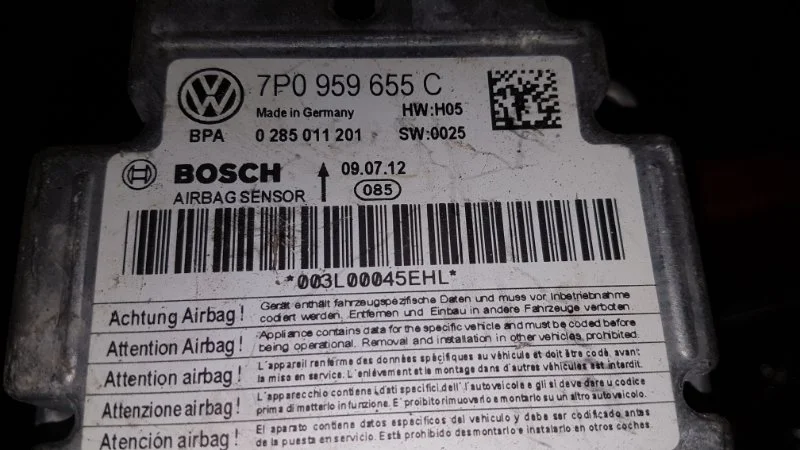 7P0 959 655 C
Made in Germany HW:H05
BPA 0 285 011 201 SW:0025
BOSCH 09.07.12
AIRBAG SENSOR 085
*003L00045EHL*
Achtung Airbag! Gerät enthält fahrzeugspezifische Daten und muss vor Inbetriebnahme
codiert werden. Entfernen und Einbau in andere Fahrzeuge verboten.
Attention Airbag! Appliance contains data for the specific vehicle and must be coded before
being operational. Removal and installation in other vehicles prohibited.
Attention airbag! L'appareil renferme des données spécifiques au véhicule et doit être codé, avant
la mise en service. L'enlèvement et le montage dans d'autres véhicules est interdit.
Attenzione airbag! L'apparecchio contiene i dati specifici dell'autoveicolo e gli si deve dare u codice
prima di metterlo in funzione. E'proibito rimuoverlo e montarlo su un altro autoveicolo.
Atención airbag! El aparato contiene datos específicos del vehículo y debe ser codificado antes
de la puesta en servicio. Está prohibido desmontarlo e instalarlo en otros coches.